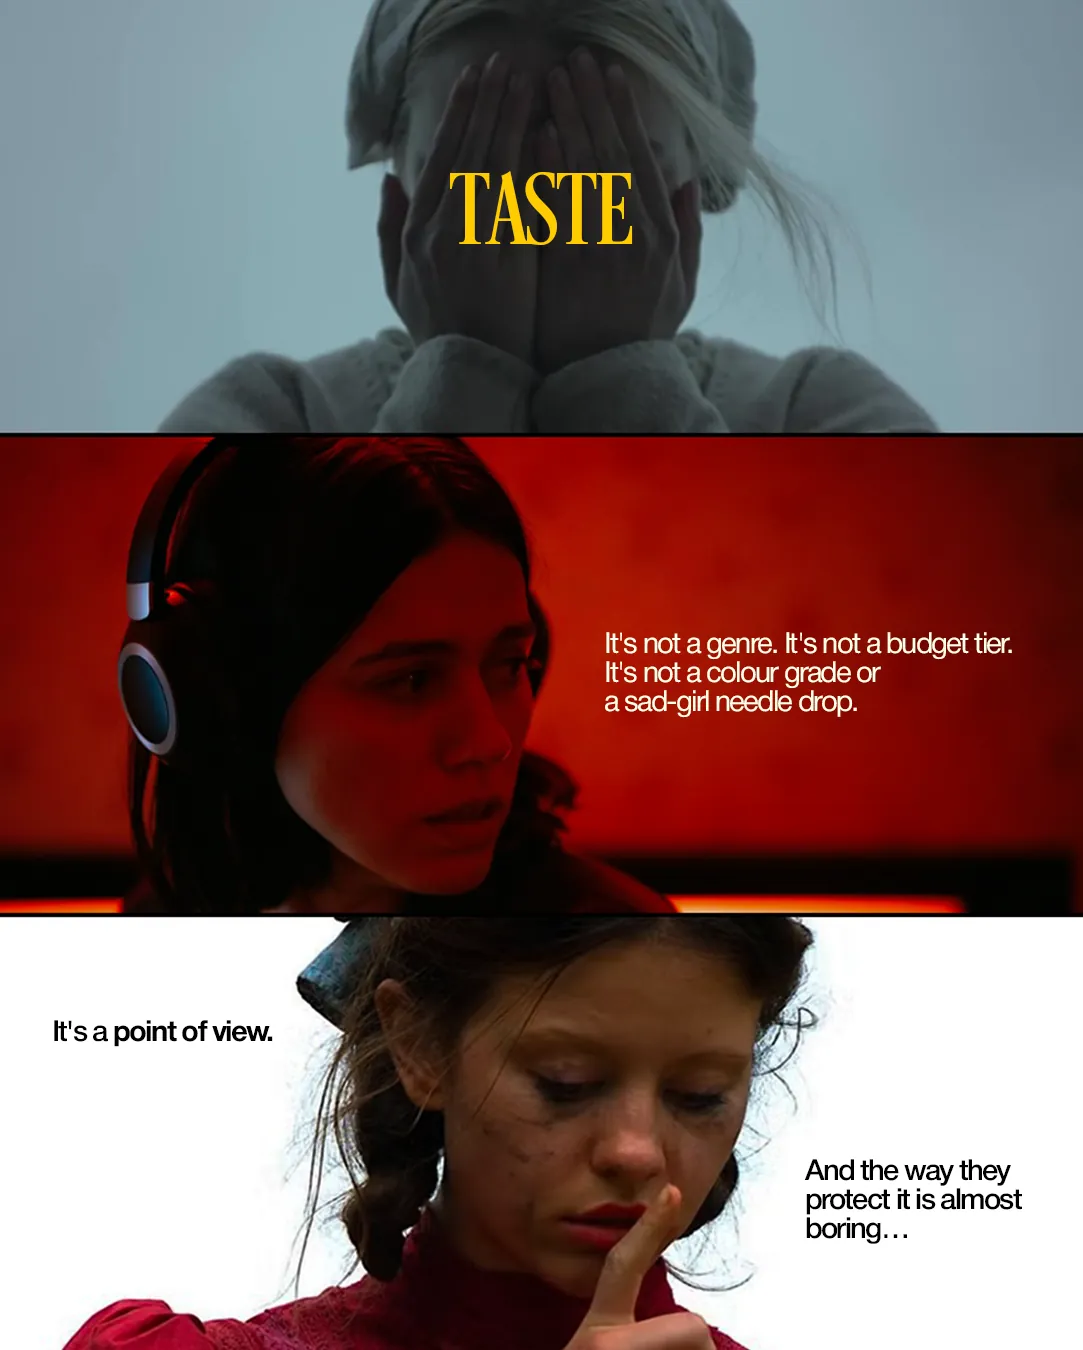 TASTE
It's not a genre. It's not a budget tier.
It's not a colour grade or
a sad-girl needle drop.
It's a point of view.
And the way they
protect it is almost
boring...